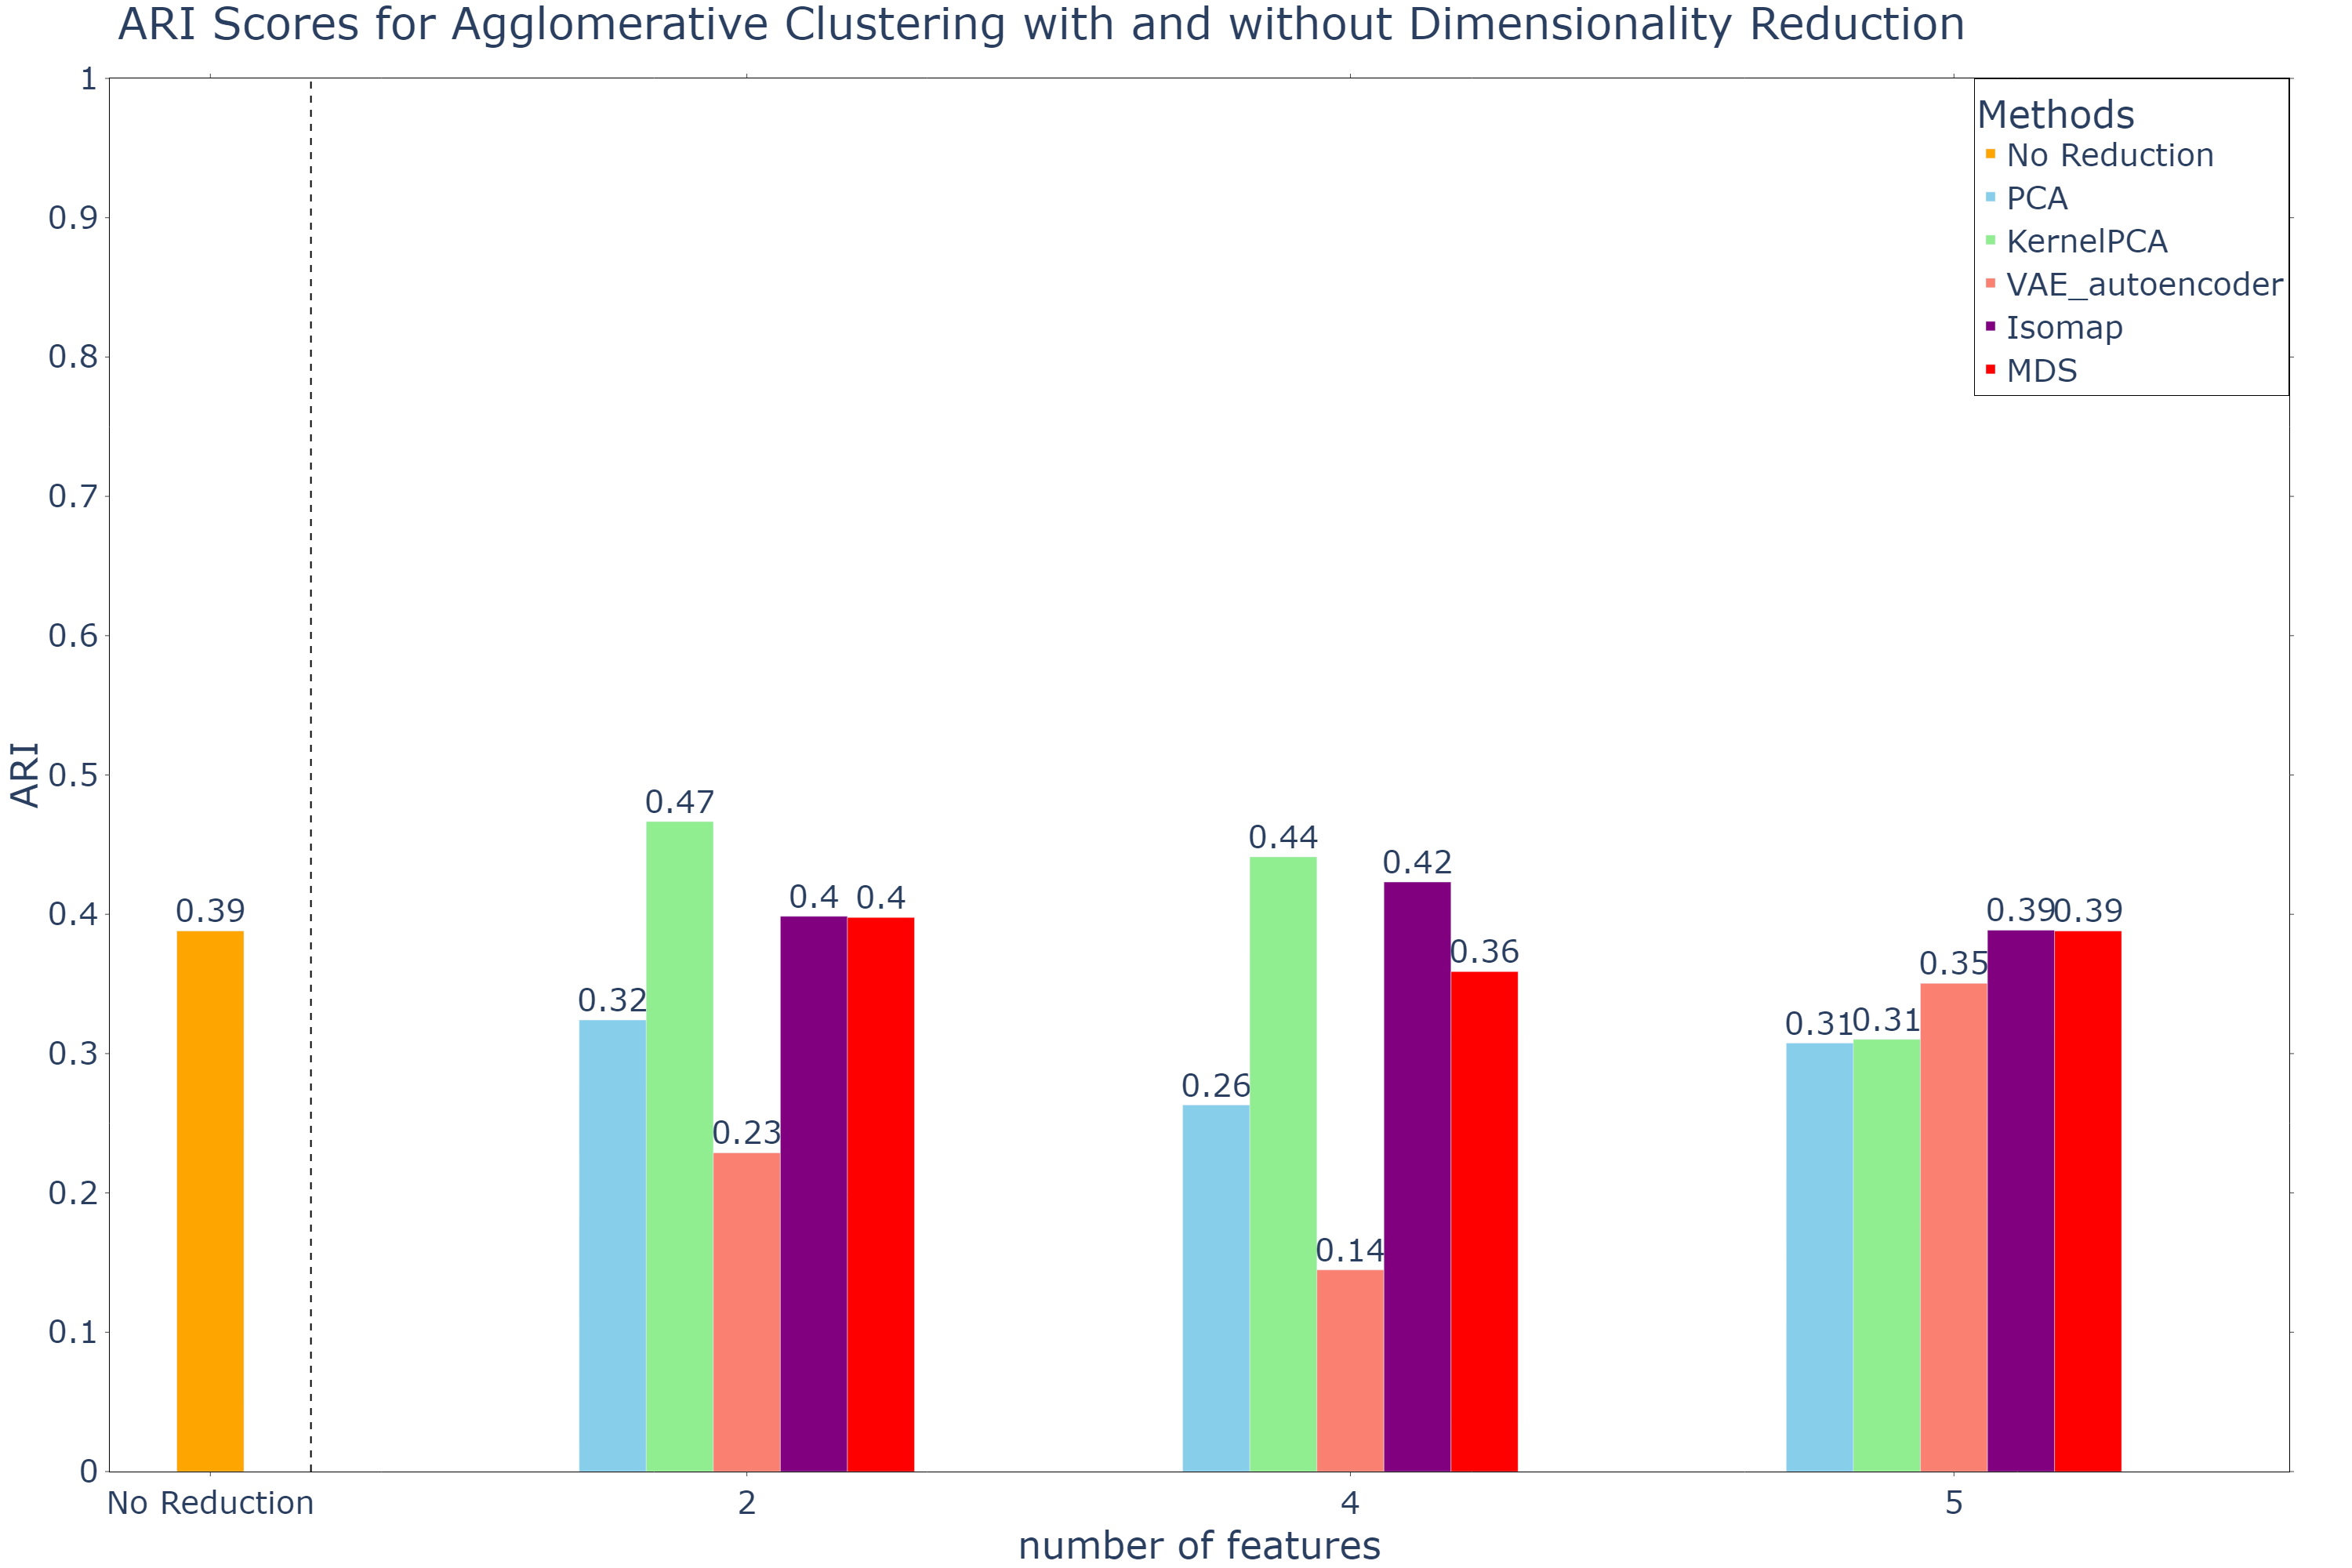 ARI Scores for Agglomerative Clustering with and without Dimensionality Reduction
1
0.9
0.8
0.7
0.6
0.5
0.4
0.3
0.2
0.1
0
ARI
Methods
No Reduction
PCA
KernelPCA
VAE_autoencoder
Isomap
MDS
0.39
0.32
0.47
0.23
0.4
0.4
0.26
0.44
0.14
0.42
0.36
0.31
0.31
0.35
0.39
0.39
No Reduction
2
4
5
number of features